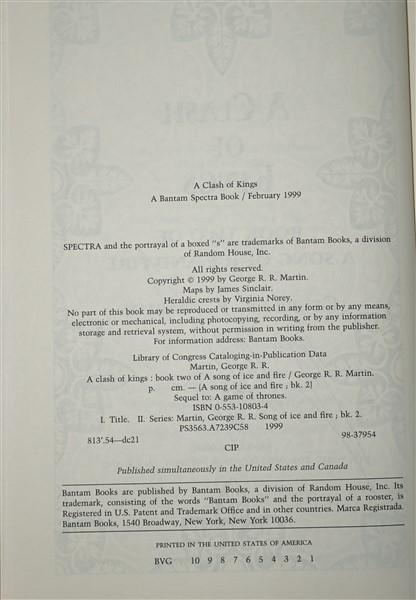 A Clash of Kings
A Bantam Spectra Book / February 1999
SPECTRA and the portrayal of a boxed "s" are trademarks of Bantam Books, a division
of Random House, Inc.
All rights reserved.
Copyright © 1999 by George R. R. Martin.
Maps by James Sinclair.
Heraldic crests by Virginia Norey.
No part of this book may be reproduced or transmitted in any form or by any means,
electronic or mechanical, including photocopying, recording, or by any information
storage and retrieval system, without permission in writing from the publisher.
For information address: Bantam Books.
Library of Congress Cataloging-in-Publication Data
Martin, George R. R.
A clash of kings : book two of A song of ice and fire / George R. R. Martin.
p. cm. — (A song of ice and fire ; bk. 2)
Sequel to: A game of thrones.
ISBN 0-553-10803-4
I. Title. II. Series: Martin, George R. R. Song of ice and fire ; bk. 2.
PS3563.A7239C58 1999
813'.54—dc21 98-37954
CIP
Published simultaneously in the United States and Canada
Bantam Books are published by Bantam Books, a division of Random House, Inc. Its
trademark, consisting of the words "Bantam Books" and the portrayal of a rooster, is
Registered in U.S. Patent and Trademark Office and in other countries. Marca Registrada.
Bantam Books, 1540 Broadway, New York, New York 10036.
PRINTED IN THE UNITED STATES OF AMERICA
BVG 10 9 8 7 6 5 4 3 2 1